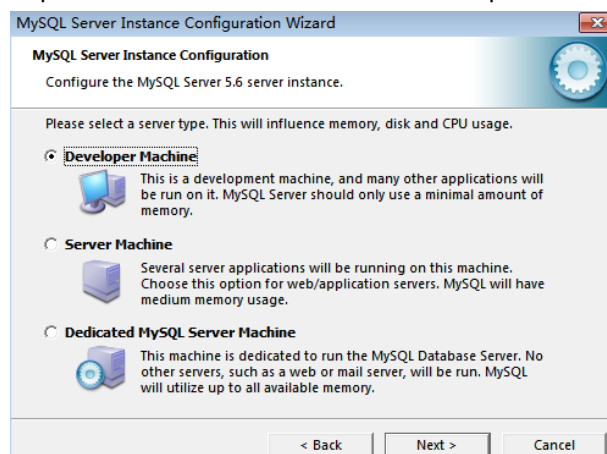 MySQL Server Instance Configuration Wizard
MySQL Server Instance Configuration
Configure the MySQL Server 5.6 server instance.
Please select a server type. This will influence memory, disk and CPU usage.
Developer Machine
This is a development machine, and many other applications will
be run on it. MySQL Server should only use a minimal amount of
memory.
Server Machine
Several server applications will be running on this machine.
Choose this option for web/application servers. MySQL will have
medium memory usage.
Dedicated MySQL Server Machine
This machine is dedicated to run the MySQL Database Server. No
other servers, such as a web or mail server, will be run. MySQL
will utilize up to all available memory.
< Back Next > Cancel